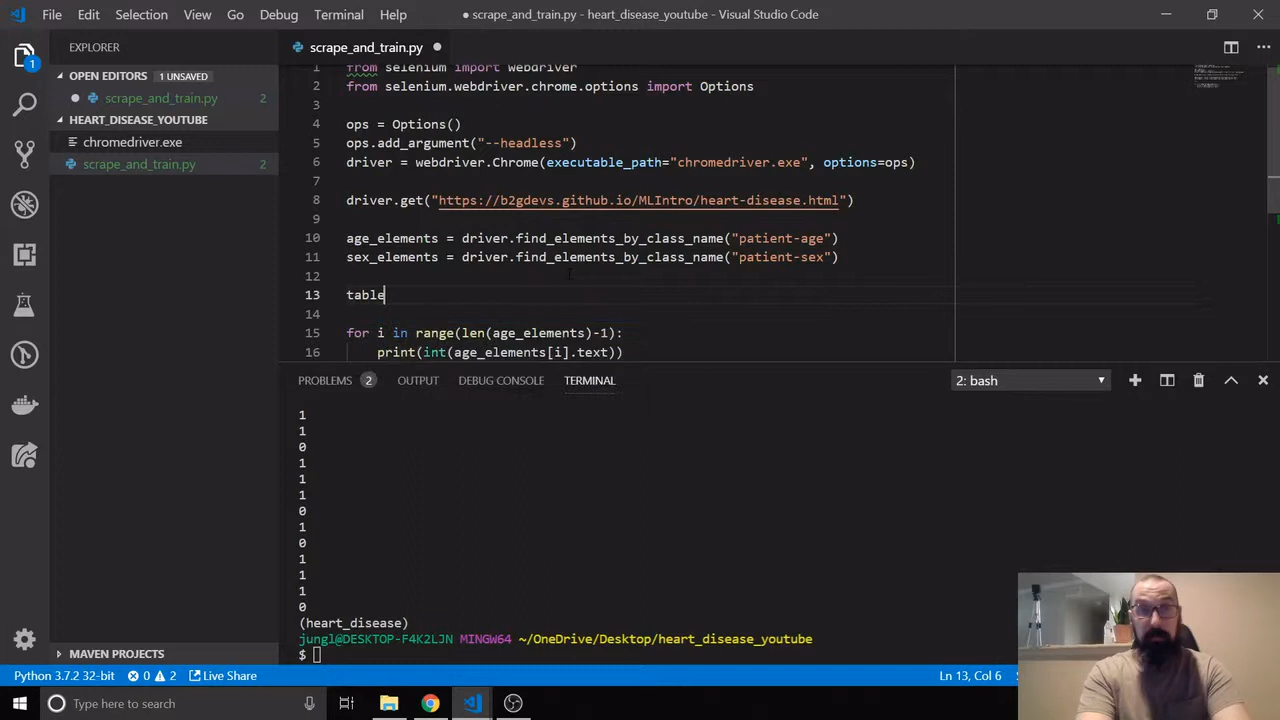 File Edit Selection View Go Debug Terminal Help ● scrape_and_train.py - heart_disease_youtube - Visual Studio Code
EXPLORER
OPEN EDITORS 1 UNSAVED
scrape_and_train.py 2
HEART_DISEASE_YOUTUBE
chromedriver.exe
scrape_and_train.py 2
MAVEN PROJECTS
1
scrape_and_train.py
1 from selenium import webdriver
2 from selenium.webdriver.chrome.options import Options
3
4 ops = Options()
5 ops.add_argument("--headless")
6 driver = webdriver.Chrome(executable_path="chromedriver.exe", options=ops)
7
8 driver.get("https://b2gdevs.github.io/MLIntro/heart-disease.html")
9
10 age_elements = driver.find_elements_by_class_name("patient-age")
11 sex_elements = driver.find_elements_by_class_name("patient-sex")
12
13 table
14
15 for i in range(len(age_elements)-1):
16 print(int(age_elements[i].text))
PROBLEMS 2 OUTPUT DEBUG CONSOLE TERMINAL 2: bash
1
1
0
1
1
1
0
1
0
1
1
1
0
(heart_disease)
jungl@DESKTOP-F4K2LJN MINGW64 ~/OneDrive/Desktop/heart_disease_youtube
$
Python 3.7.2 32-bit 0 2 Live Share Ln 13, Col 6
Type here to search